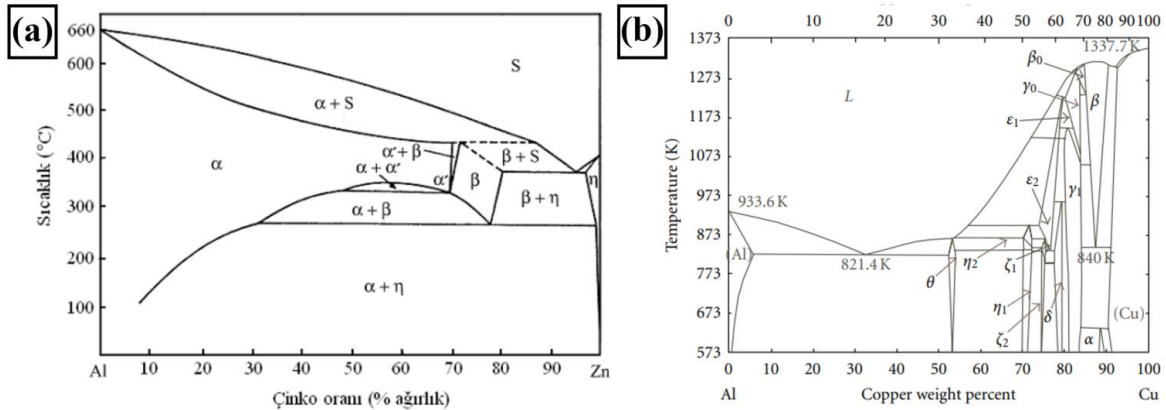 (a)
660
600
500
400
300
200
100
Sıcaklık (°C)
S
α + S
α
α′+ β
α + α′
α′
β + S
β
η
α + β
β + η
α + η
Al 10 20 30 40 50 60 70 80 90 Zn
Çinko oranı (% ağırlık)
(b)
0 10 20 30 40 50 60 70 80 90 100
1373
1273
1173
1073
973
873
773
673
573
Temperature (K)
L
1337.7 K
β0
γ0
β
ε1
ε2
γ1
933.6 K
(Al)
821.4 K
θ
η2
ζ1
840 K
η1
ζ2
δ
(Cu)
α
0 10 20 30 40 50 60 70 80 90 100
Al Copper weight percent Cu